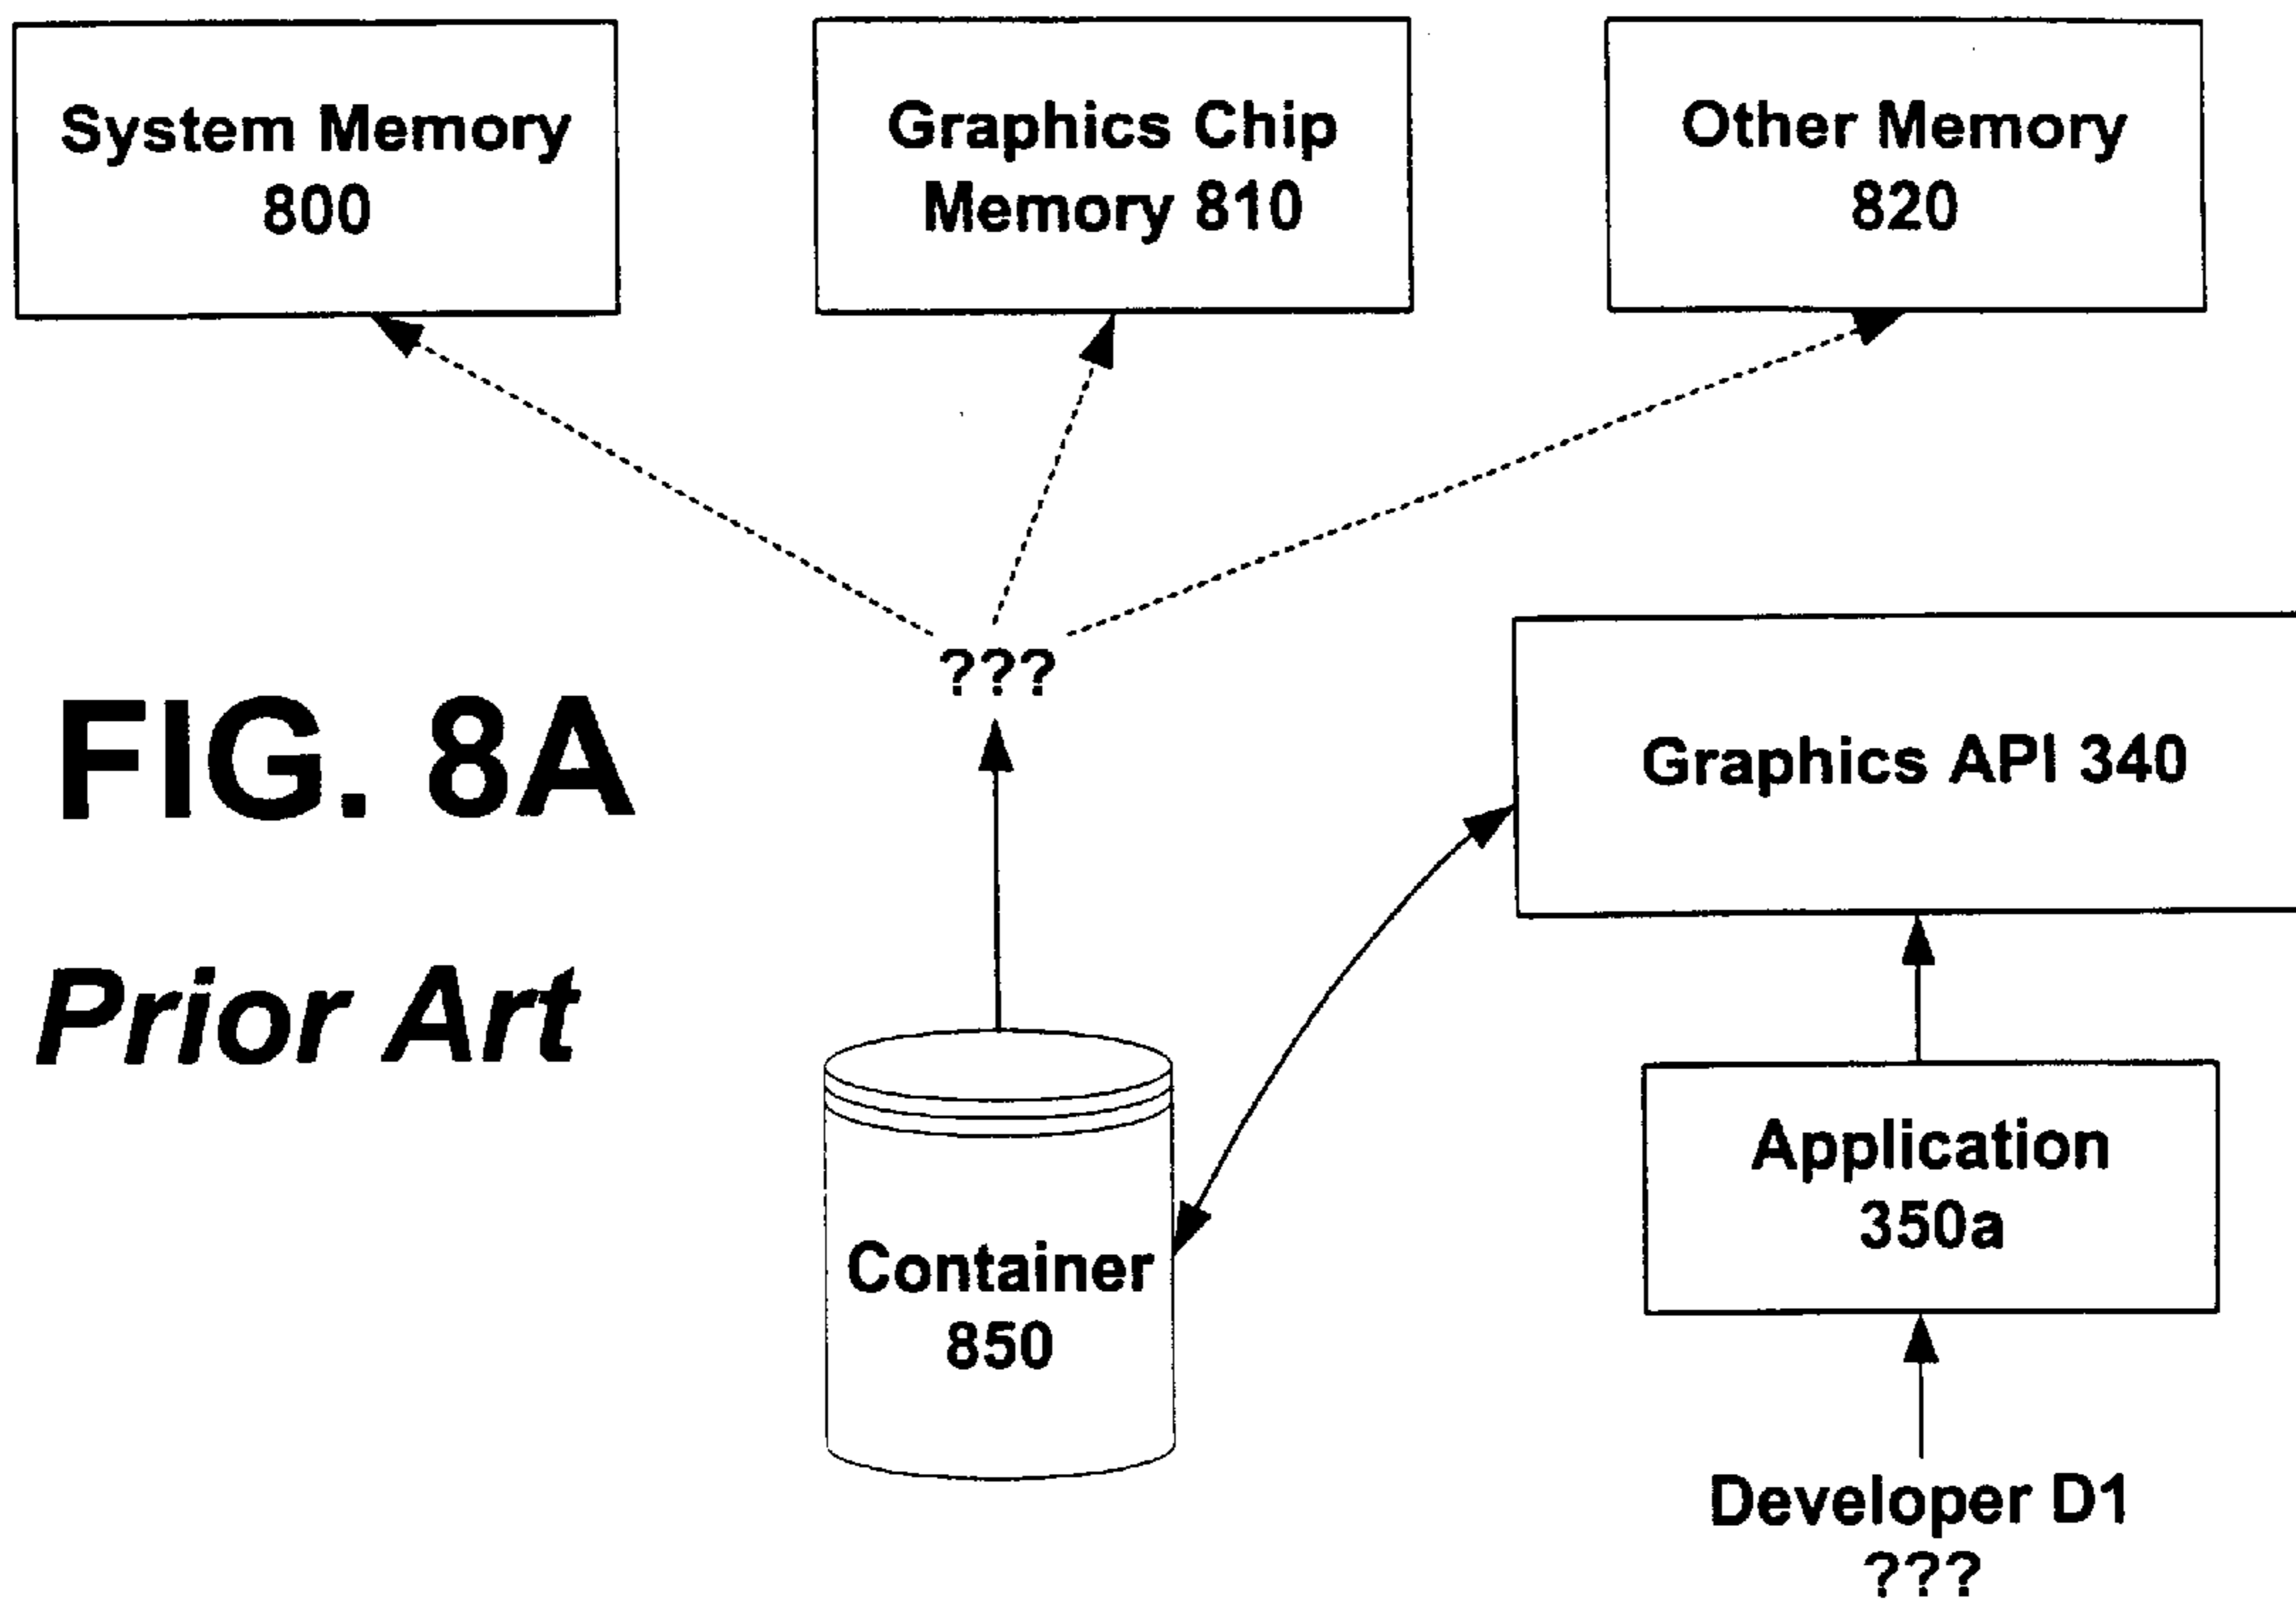 System Memory
800
Graphics Chip
Memory 810
Other Memory
820
???
FIG. 8A
Prior Art
Graphics API 340
Container
850
Application
350a
Developer D1
???